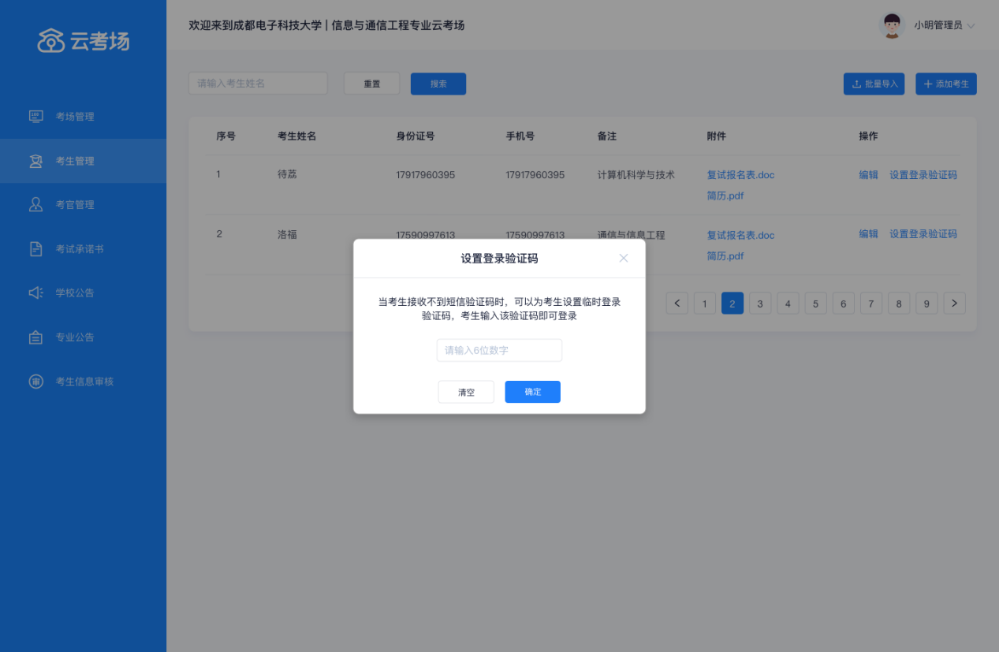 云考场
欢迎来到成都电子科技大学 | 信息与通信工程专业云考场
小明管理员
考场管理
考生管理
考官管理
考试承诺书
学校公告
专业公告
审 考生信息审核
请输入考生姓名 重置 搜索 批量导入 添加考生
序号 考生姓名 身份证号 手机号 备注 附件 操作
1 待荔 17917960395 17917960395 计算机科学与技术 复试报名表.doc 编辑 设置登录验证码
简历.pdf
2 洛福 17590997613 17590997613 通信与信息工程 复试报名表.doc 编辑 设置登录验证码
简历.pdf
< 1 2 3 4 5 6 7 8 9 >
设置登录验证码
当考生接收不到短信验证码时，可以为考生设置临时登录
验证码，考生输入该验证码即可登录
请输入6位数字
清空 确定